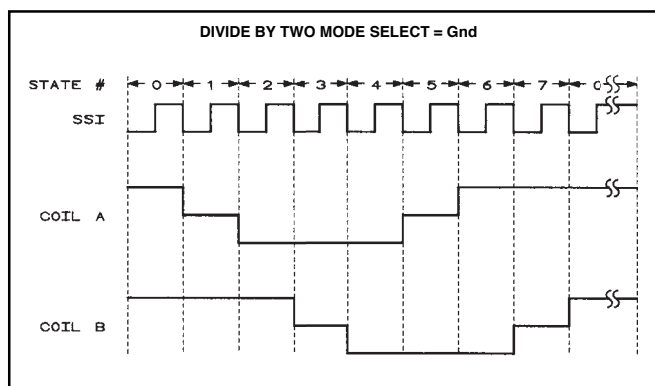 DIVIDE BY TWO MODE SELECT = Gnd
STATE # 0 1 2 3 4 5 6 7 0
SSI
COIL A
COIL B